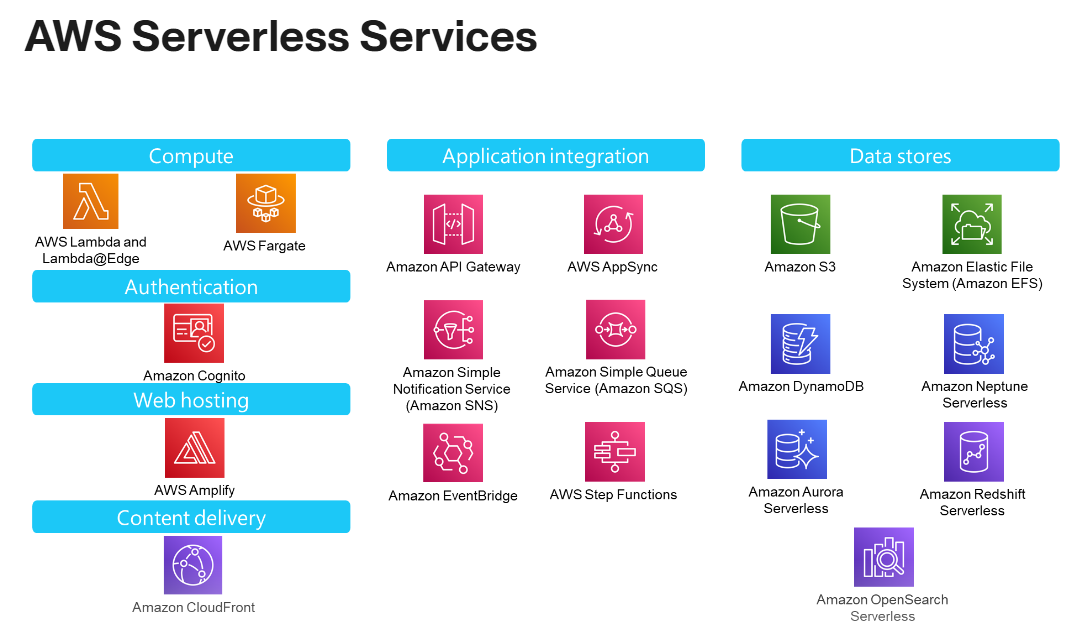 AWS Serverless Services
Compute
AWS Lambda and
Lambda@Edge
AWS Fargate
Authentication
Amazon Cognito
Web hosting
AWS Amplify
Content delivery
Amazon CloudFront
Application integration
Amazon API Gateway
AWS AppSync
Amazon Simple
Notification Service
(Amazon SNS)
Amazon Simple Queue
Service (Amazon SQS)
Amazon EventBridge
AWS Step Functions
Data stores
Amazon S3
Amazon Elastic File
System (Amazon EFS)
Amazon DynamoDB
Amazon Neptune
Serverless
Amazon Aurora
Serverless
Amazon Redshift
Serverless
Amazon OpenSearch
Serverless